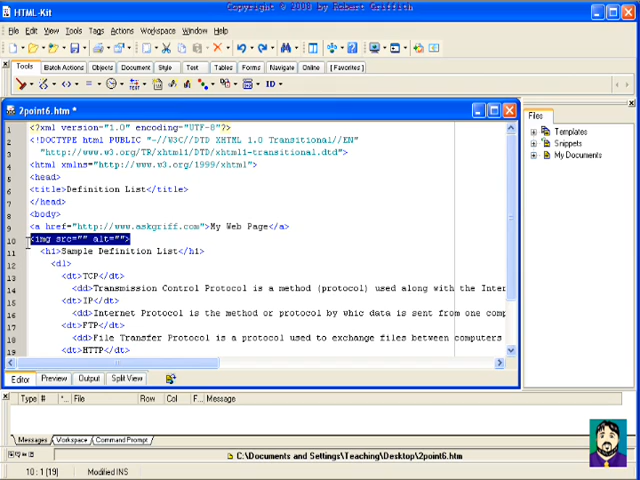 Copyright © 2008 by Robert Griffith
HTML-Kit
File Edit View Tools Tags Actions Workspace Window Help
Tools Batch Actions Objects Document Style Text Tables Forms Navigate Online [ Favorites ]
ID
2point6.htm *
Files
Templates
Snippets
My Documents
1 <?xml version="1.0" encoding="UTF-8"?>
2 <!DOCTYPE html PUBLIC "-//W3C//DTD XHTML 1.0 Transitional//EN"
3 "http://www.w3.org/TR/xhtml1/DTD/xhtml1-transitional.dtd">
4 <html xmlns="http://www.w3.org/1999/xhtml">
5 <head>
6 <title>Definition List</title>
7 </head>
8 <body>
9 <a href="http://www.askgriff.com">My Web Page</a>
10 <img src="" alt="">
11 <h1>Sample Definition List</h1>
12 <dl>
13 <dt>TCP</dt>
14 <dd>Transmission Control Protocol is a method (protocol) used along with the Inter
15 <dt>IP</dt>
16 <dd>Internet Protocol is the method or protocol by whic data is sent from one comp
17 <dt>FTP</dt>
18 <dd>File Transfer Protocol is a protocol used to exchange files between computers
19 <dt>HTTP</dt>
Editor Preview Output Split View
Type # *... File Row Col F... Message
Messages Workspace Command Prompt
C:\Documents and Settings\Teaching\Desktop\2point6.htm
10 : 1 [19] Modified INS